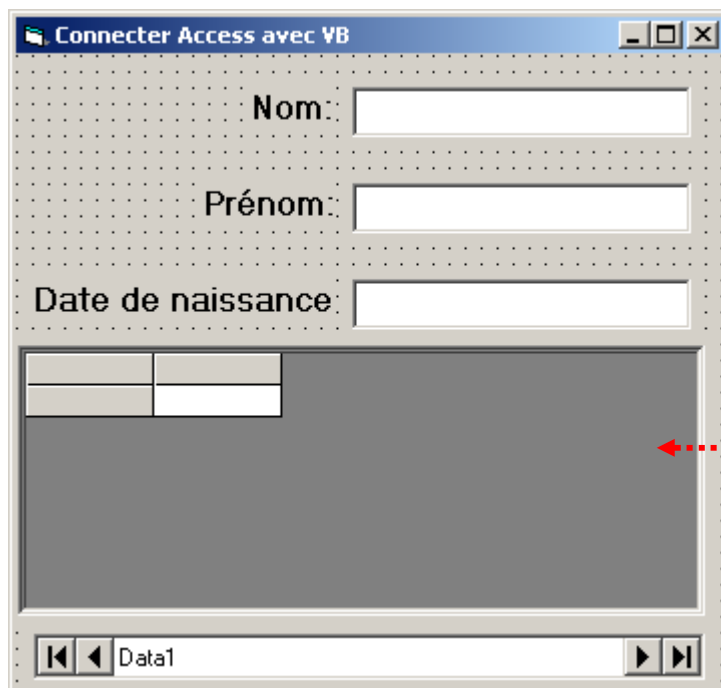 Connecter Access avec VB
Nom:
Prénom:
Date de naissance
Data1